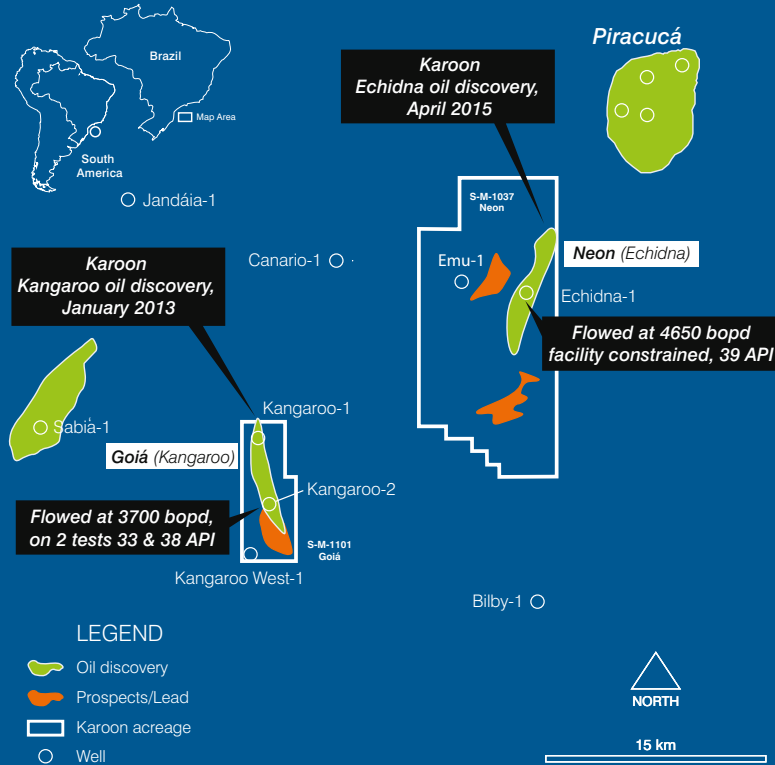 Brazil
Map Area
South
America
Piracucá
Karoon
Echidna oil discovery,
April 2015
Jandáia-1
S-M-1037
Neon
Canario-1
Emu-1
Neon (Echidna)
Karoon
Kangaroo oil discovery,
January 2013
Echidna-1
Flowed at 4650 bopd
facility constrained, 39 API
Sabiá-1
Kangaroo-1
Goiá (Kangaroo)
Kangaroo-2
Flowed at 3700 bopd,
on 2 tests 33 & 38 API
S-M-1101
Goiá
Kangaroo West-1
Bilby-1
LEGEND
Oil discovery
Prospects/Lead
Karoon acreage
Well
NORTH
15 km